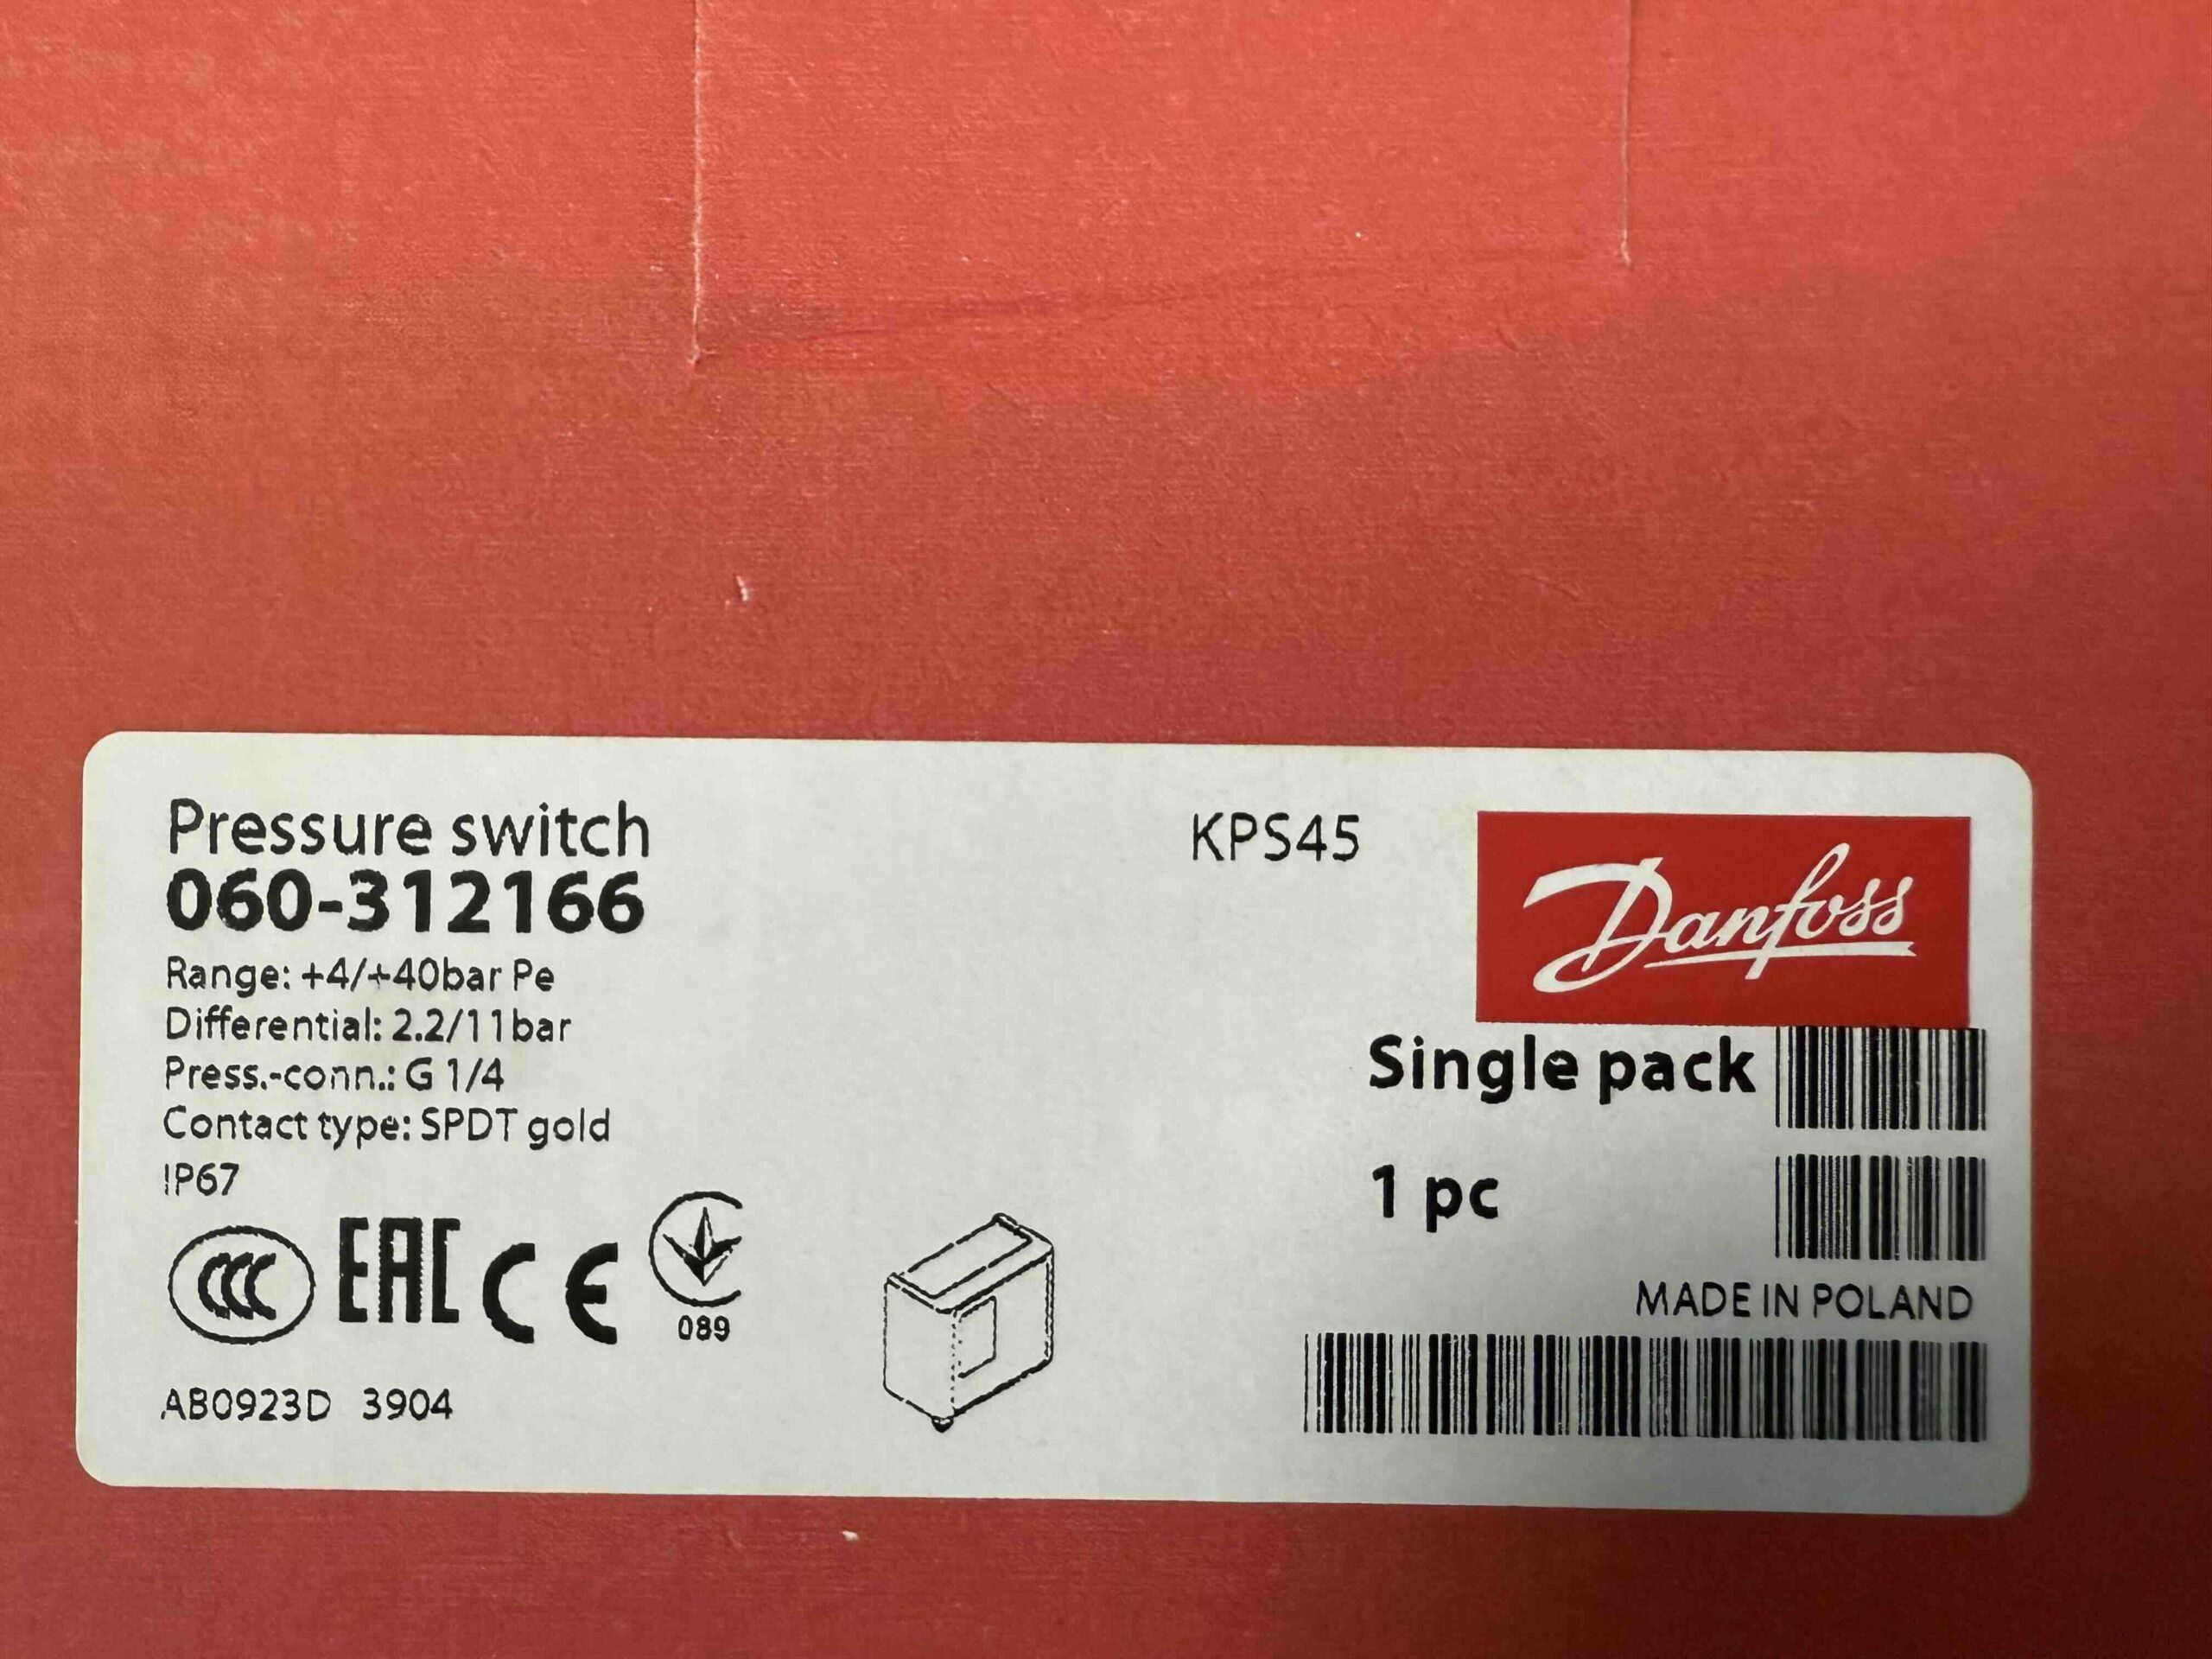 Pressure switch
KPS45
060-312166
Danfoss
Range: +4/+40bar Pe
Differential: 2.2/11bar
Press.-conn.: G 1/4
Contact type: SPDT gold
IP67
Single pack
1 pc
CCC EAC CE
089
MADE IN POLAND
AB0923D 3904